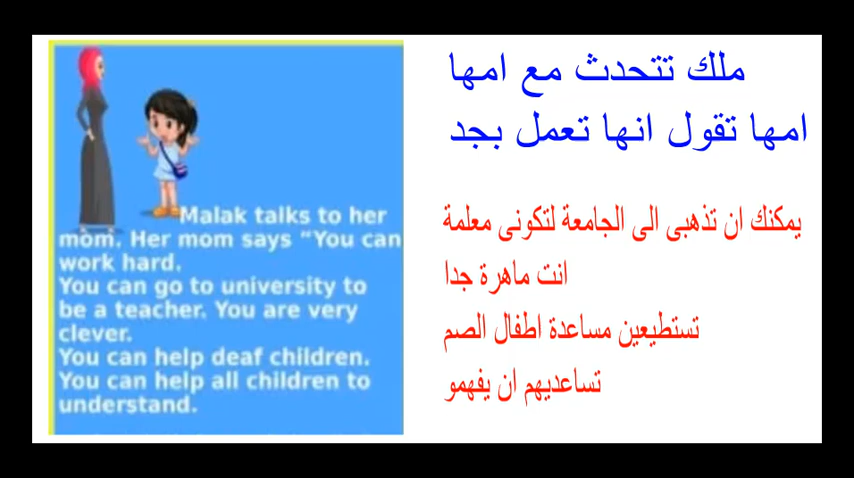 Malak talks to her
mom. Her mom says “You can
work hard.
You can go to university to
be a teacher. You are very
clever.
You can help deaf children.
You can help all children to
understand.
ملك تتحدث مع امها
امها تقول انها تعمل بجد
يمكنك ان تذهبى الى الجامعة لتكونى معلمة
انت ماهرة جدا
تستطيعين مساعدة اطفال الصم
تساعديهم ان يفهمو